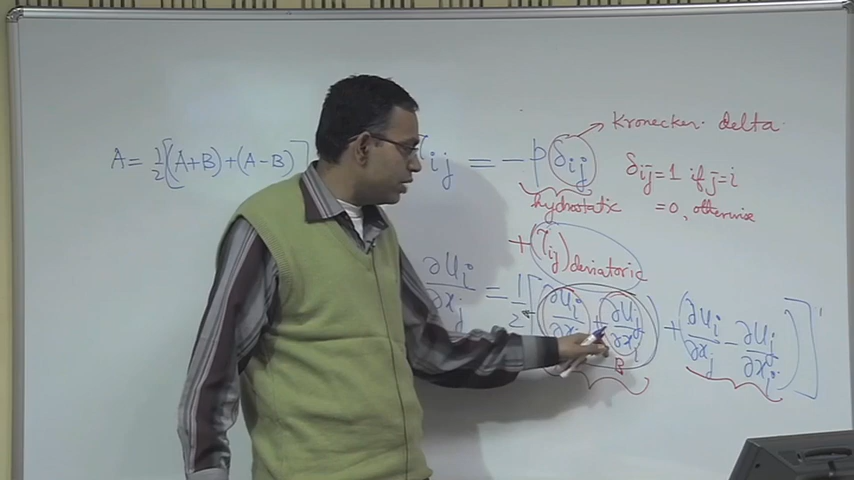 Kronecker delta
A = 1/2[(A+B) + (A-B)] τij = -p δij
δij = 1 if j=i
hydrostatic = 0, otherwise
+ (τij) deviatoric
∂ui/∂xj = 1/2[(∂ui/∂xj + ∂uj/∂xi) + (∂ui/∂xj - ∂uj/∂xi)]
B